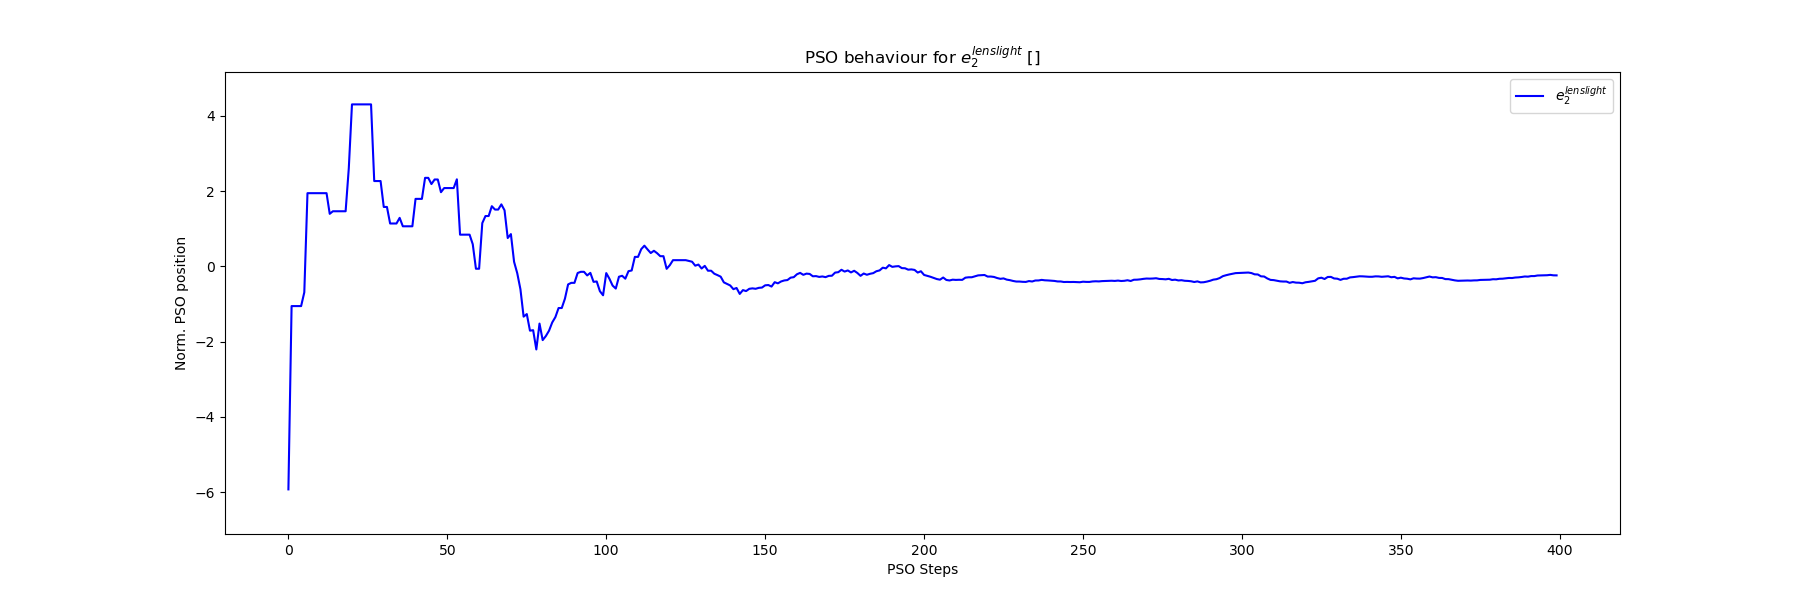 PSO behaviour for e₂^lenslight []
e₂^lenslight
Norm. PSO position
4
2
0
−2
−4
−6
0 50 100 150 200 250 300 350 400
PSO Steps